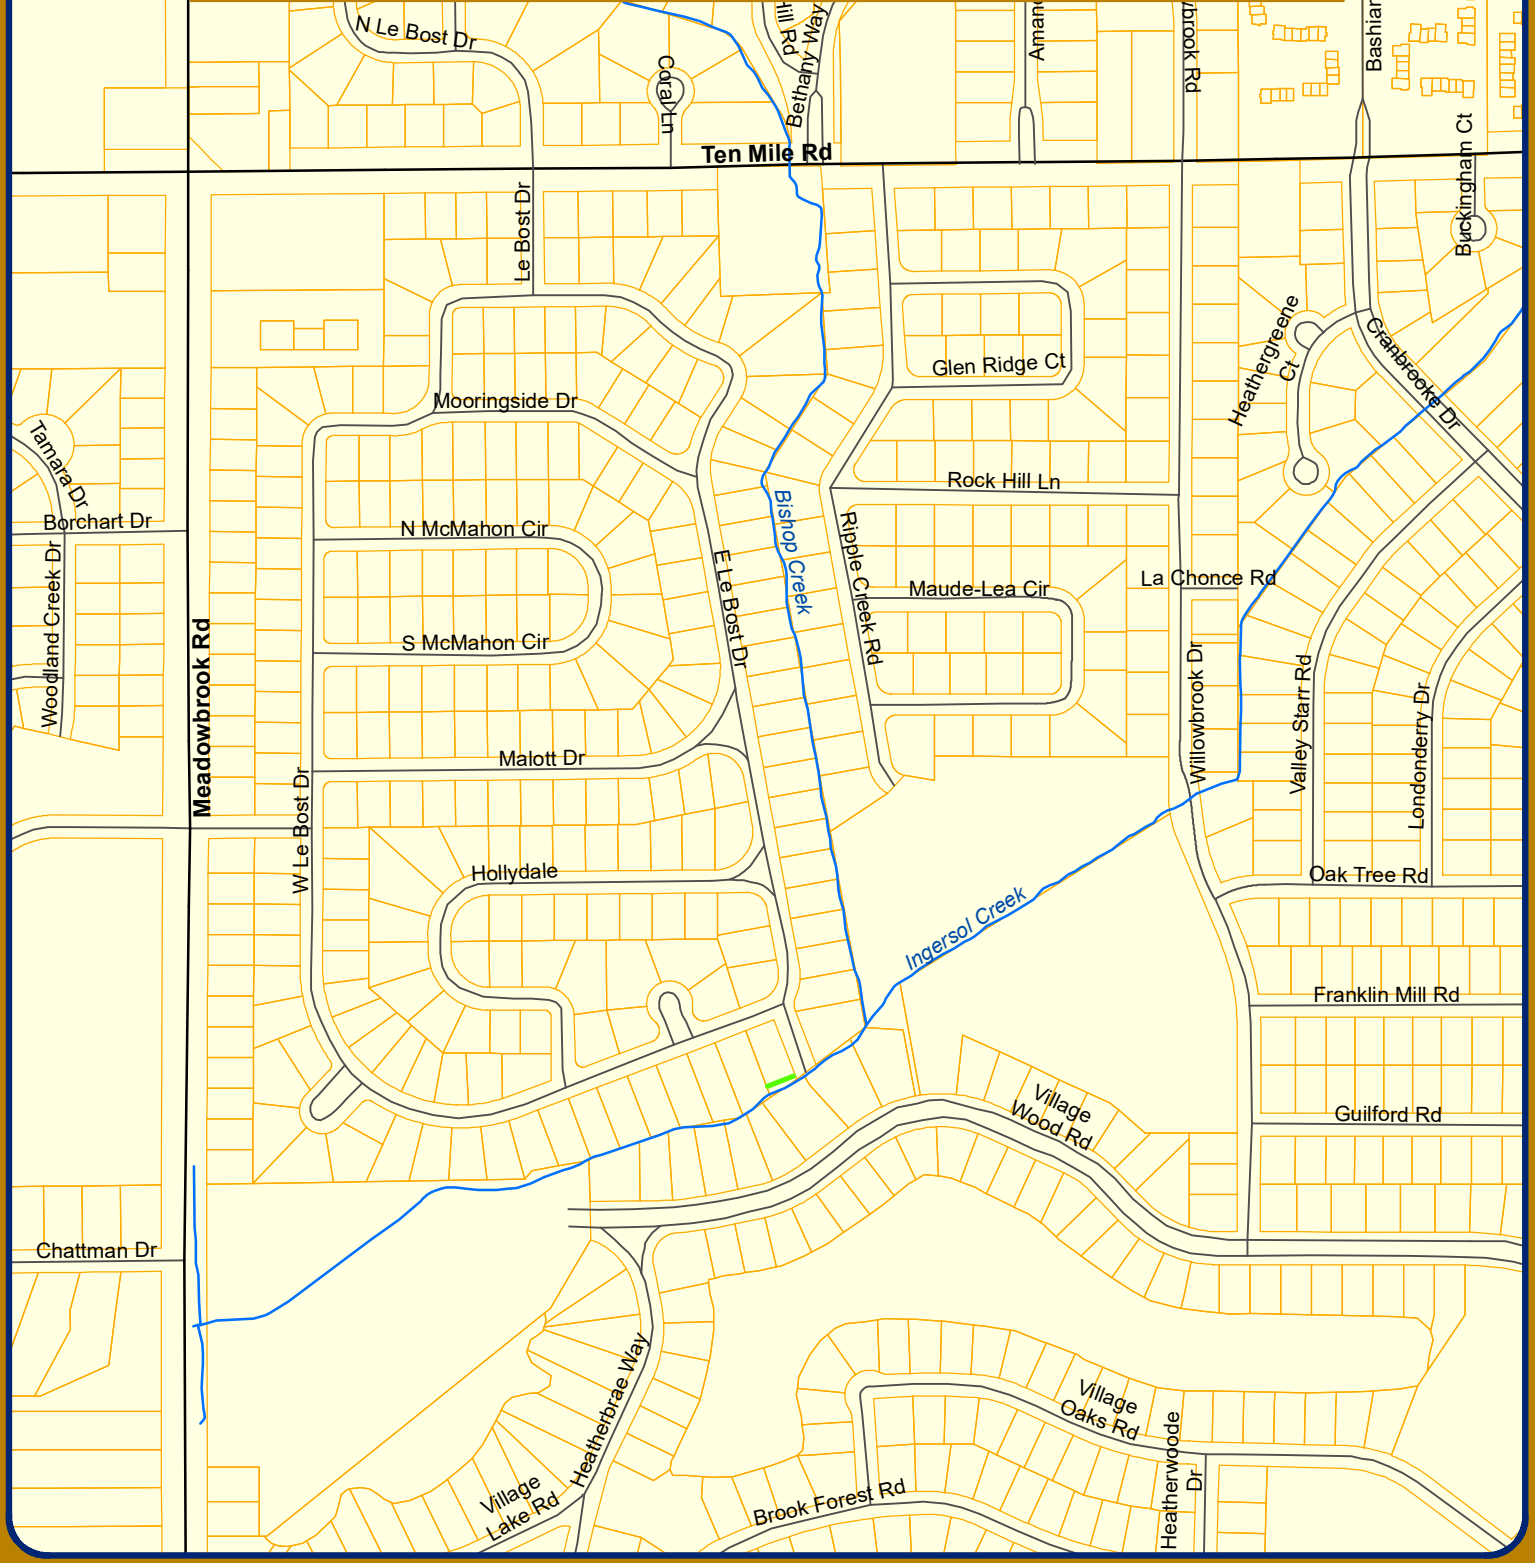 N Le Bost Dr
Coral Ln
Hill Rd
Bethany Way
Ten Mile Rd
Buckingham Ct
Le Bost Dr
Heathergreene
Ct
Cranbrooke Dr
Glen Ridge Ct
Mooringside Dr
Tamara Dr
Borchart Dr
Rock Hill Ln
N McMahon Cir
Bishop Creek
Ripple Creek Rd
E Le Bost Dr
Maude-Lea Cir
La Chonce Rd
Woodland Creek Dr
S McMahon Cir
Meadowbrook Rd
Willowbrook Dr
Valley Starr Rd
Londonderry Dr
Malott Dr
W Le Bost Dr
Hollydale
Oak Tree Rd
Ingersol Creek
Franklin Mill Rd
Village
Wood Rd
Guilford Rd
Chattman Dr
Heatherbrae Way
Village
Oaks Rd
Heatherwoode
Dr
Village
Lake Rd
Brook Forest Rd